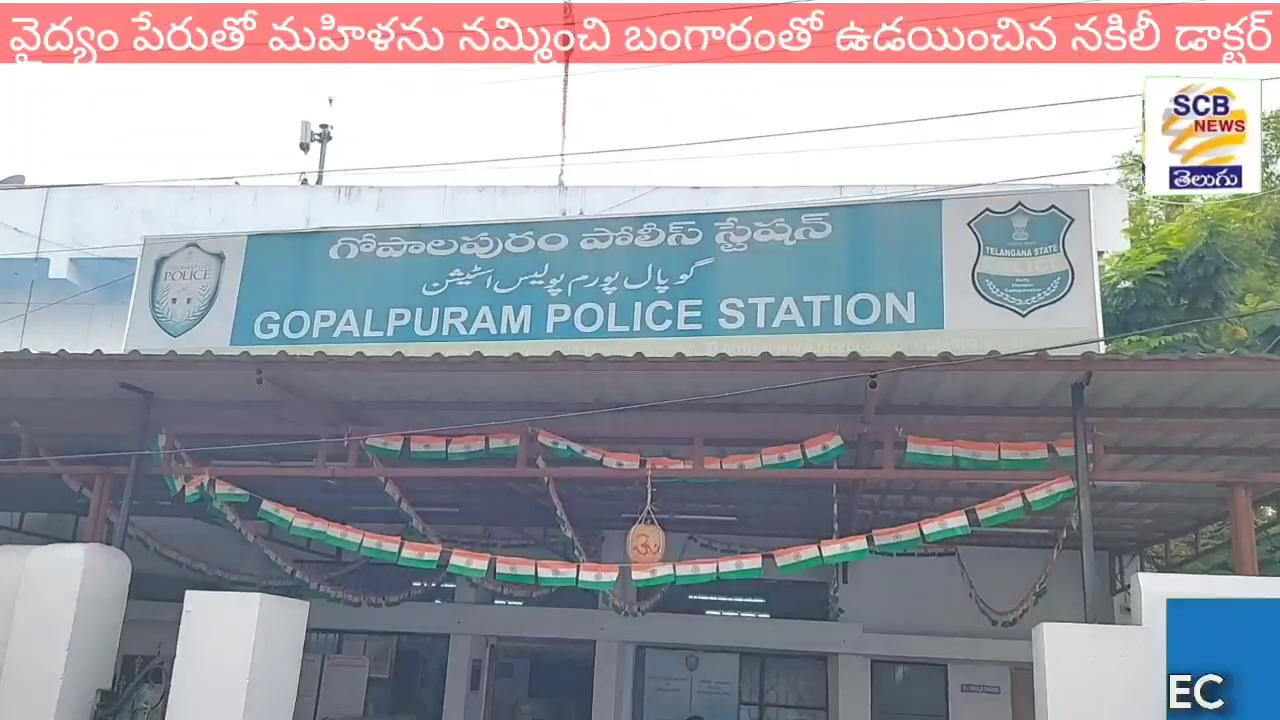 వైద్యం పేరుతో మహిళను నమ్మించి బంగారంతో ఉడయించిన నకిలీ డాక్టర్
SCB
NEWS
తెలుగు
గోపాలపురం పోలీస్ స్టేషన్
گوپال پورم پولیس اسٹیشن
GOPALPURAM POLICE STATION
POLICE
TELANGANA STATE
EC